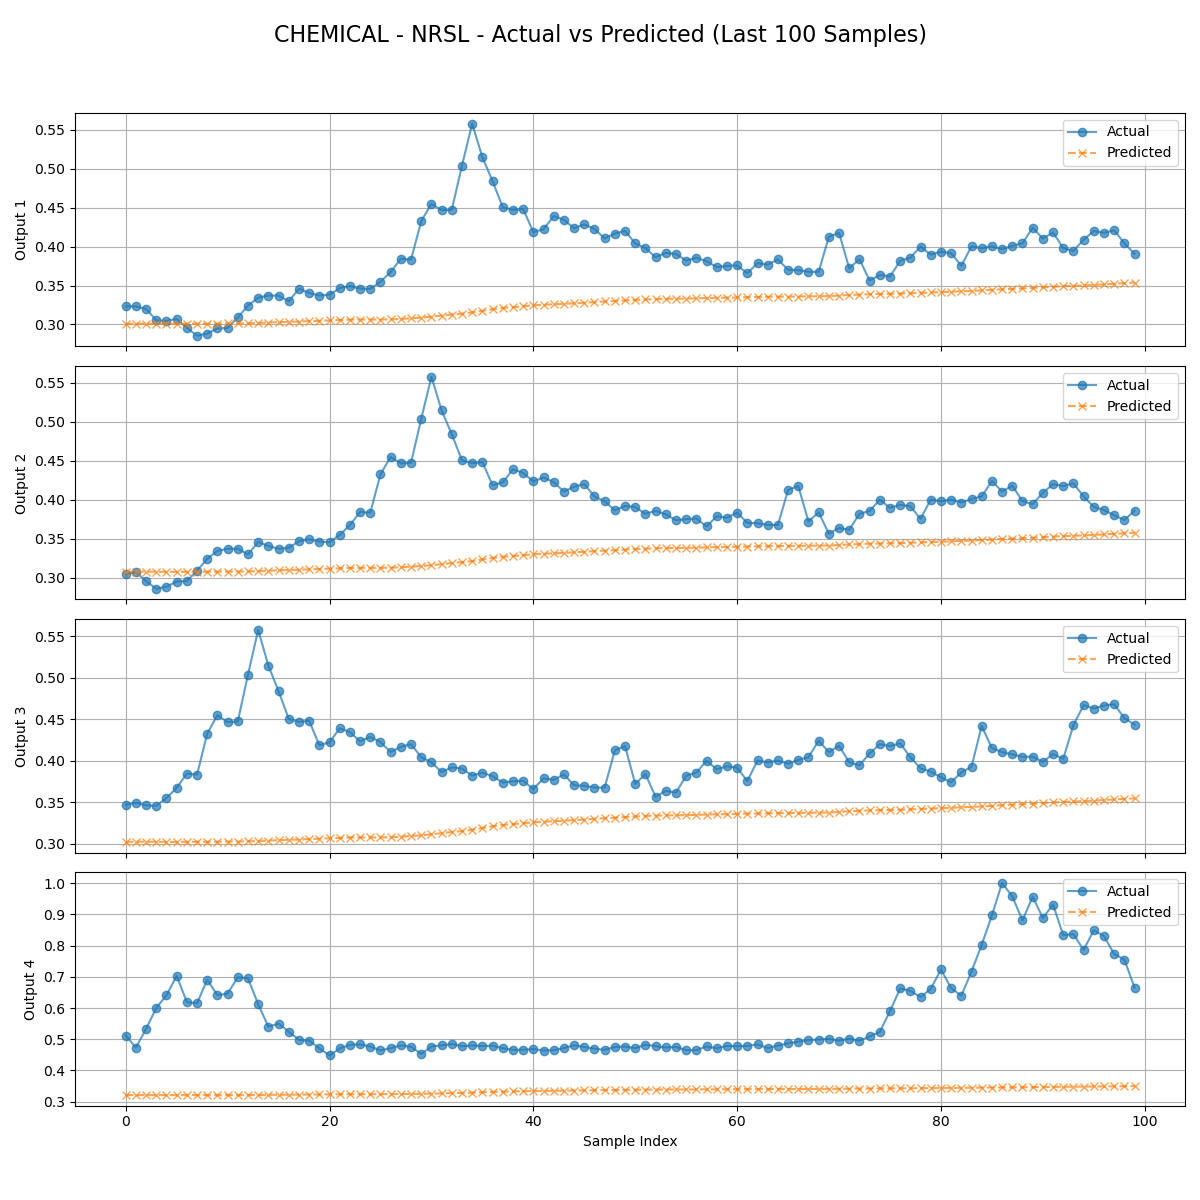 CHEMICAL - NRSL - Actual vs Predicted (Last 100 Samples)
Output 1
0.55
0.50
0.45
0.40
0.35
0.30
Actual
Predicted
Output 2
0.55
0.50
0.45
0.40
0.35
0.30
Actual
Predicted
Output 3
0.55
0.50
0.45
0.40
0.35
0.30
Actual
Predicted
Output 4
1.0
0.9
0.8
0.7
0.6
0.5
0.4
0.3
Actual
Predicted
0 20 40 60 80 100
Sample Index